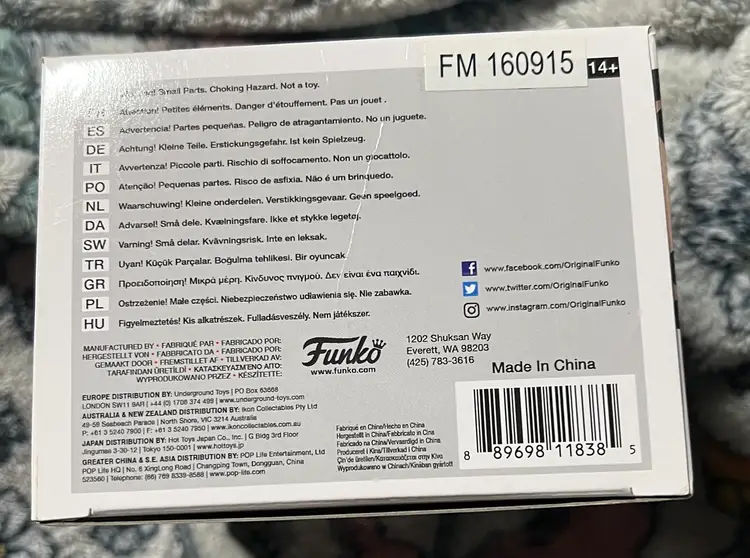 FM 160915
14+
Small Parts. Choking Hazard. Not a toy.
Attention! Petites éléments. Danger d'étouffement. Pas un jouet .
ES Advertencia! Partes pequeñas. Peligro de atragantamiento. No un juguete.
DE Achtung! Kleine Teile. Erstickungsgefahr. Ist kein Spielzeug.
IT Avvertenza! Piccole parti. Rischio di soffocamento. Non un giocattolo.
PO Atenção! Pequenas partes. Risco de asfixia. Não é um brinquedo.
NL Waarschuwing! Kleine onderdelen. Verstikkingsgevaar. Geen speelgoed.
DA Advarsel! Små dele. Kvælningsfare. Ikke et stykke legetøj.
SW Varning! Små delar. Kvävningsrisk. Inte en leksak.
TR Uyarı! Küçük Parçalar. Boğulma tehlikesi. Bir oyuncak
GR Προειδοποίηση! Μικρά μέρη. Κίνδυνος πνιγμού. Δεν είναι ένα παιχνίδι.
PL Ostrzeżenie! Małe części. Niebezpieczeństwo udławienia się. Nie zabawka.
HU Figyelmeztetés! Kis alkatrészek. Fulladásveszély. Nem játékszer.
f www.facebook.com/OriginalFunko
www.twitter.com/OriginalFunko
www.instagram.com/OriginalFunko
MANUFACTURED BY • FABRIQUÉ PAR • FABRICADO POR:
HERGESTELLT VON • FABBRICATO DA • FABRICADO POR:
GEMAAKT DOOR • FREMSTILLET AF • TILLVERKAD AV:
TARAFINDAN ÜRETİLDİ • ΚΑΤΑΣΚΕΥΑΣΜΕΝΟ ΑΠΟ:
WYPRODUKOWANO PRZEZ • KÉSZÍTETTE:
Funko
www.funko.com
1202 Shuksan Way
Everett, WA 98203
(425) 783-3616
Made In China
EUROPE DISTRIBUTION BY: Underground Toys | PO Box 63668
LONDON SW11 9AR | +44 (0) 1708 374 499 | www.underground-toys.com
AUSTRALIA & NEW ZEALAND DISTRIBUTION BY: Ikon Collectables Pty Ltd
49-59 Seabeach Parade | North Shore, VIC 3214 Australia
P: +61 3 5240 7900 | F: +61 3 5240 7950 | www.ikoncollectables.com.au
JAPAN DISTRIBUTION BY: Hot Toys Japan Co., Inc. | G Bldg 3rd Floor
Jingumae 3-30-12 | Tokyo 150-0001 | www.hottoys.jp
GREATER CHINA & S.E. ASIA DISTRIBUTION BY: POP Life Entertainment, Ltd
POP Life HQ | No. 6 XingLong Road | Changping Town, Dongguan, China
523560 | Telephone: (86) 769 8339-8588 | www.pop-life.com
Fabriqué en China/Hecho en China
Hergestellt in China/Fabbricato in Cina
Fabricado na China/Vervaardigd in China
Produceret i Kina/Tillverkad i China
Çin'de üretilen/Κατασκευάζεται στην Κίνα
Wyprodukowano w Chinach/Kínában gyártott
8 89698 11838 5